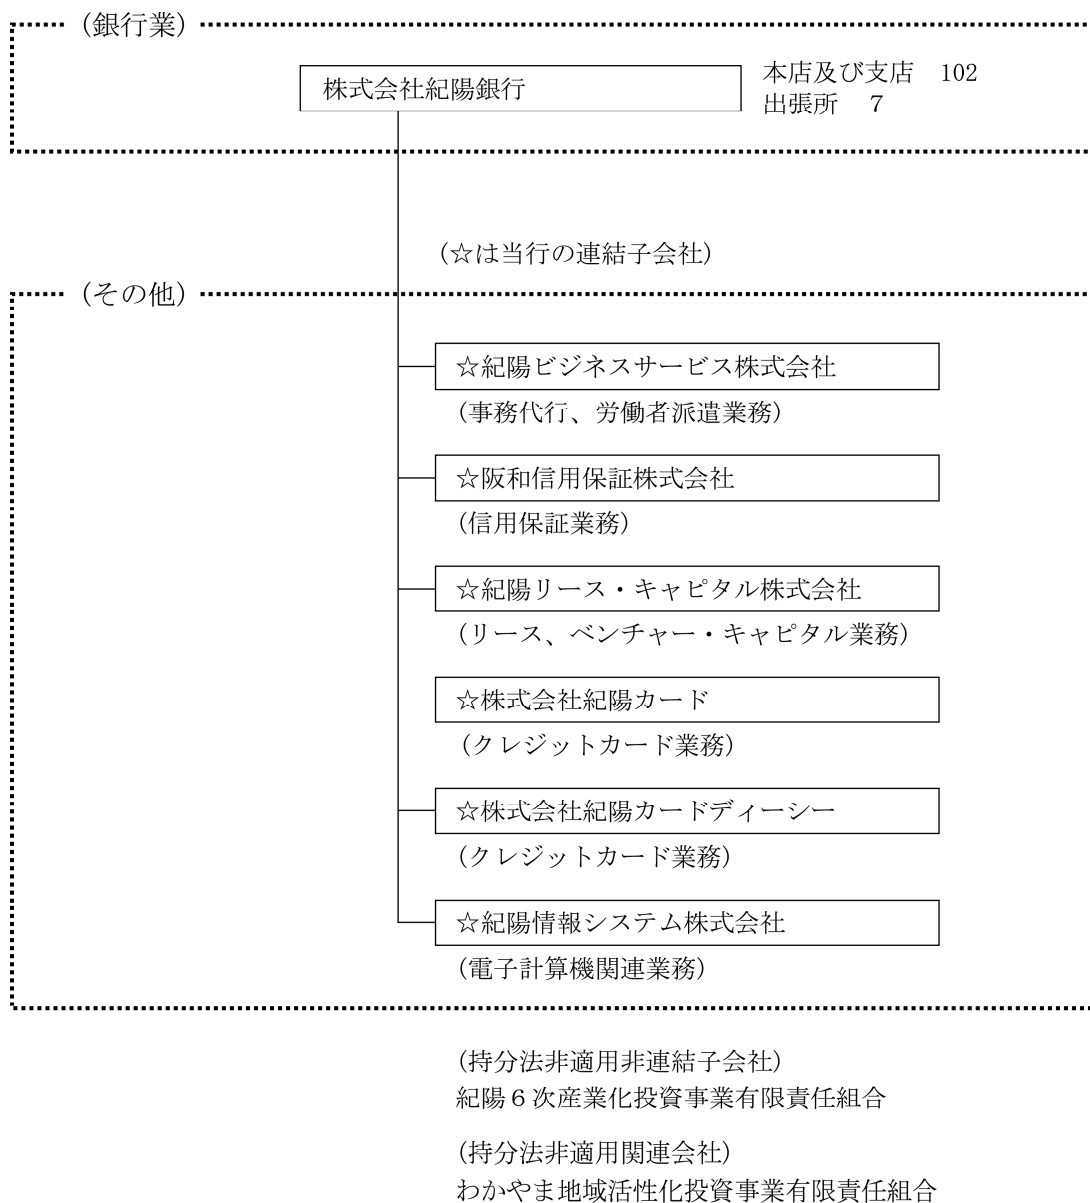 (銀行業)
株式会社紀陽銀行
本店及び支店　102
出張所　7
(☆は当行の連結子会社)
(その他)
☆紀陽ビジネスサービス株式会社
(事務代行、労働者派遣業務)
☆阪和信用保証株式会社
(信用保証業務)
☆紀陽リース・キャピタル株式会社
(リース、ベンチャー・キャピタル業務)
☆株式会社紀陽カード
(クレジットカード業務)
☆株式会社紀陽カードディーシー
(クレジットカード業務)
☆紀陽情報システム株式会社
(電子計算機関連業務)
(持分法非適用非連結子会社)
紀陽６次産業化投資事業有限責任組合
(持分法非適用関連会社)
わかやま地域活性化投資事業有限責任組合